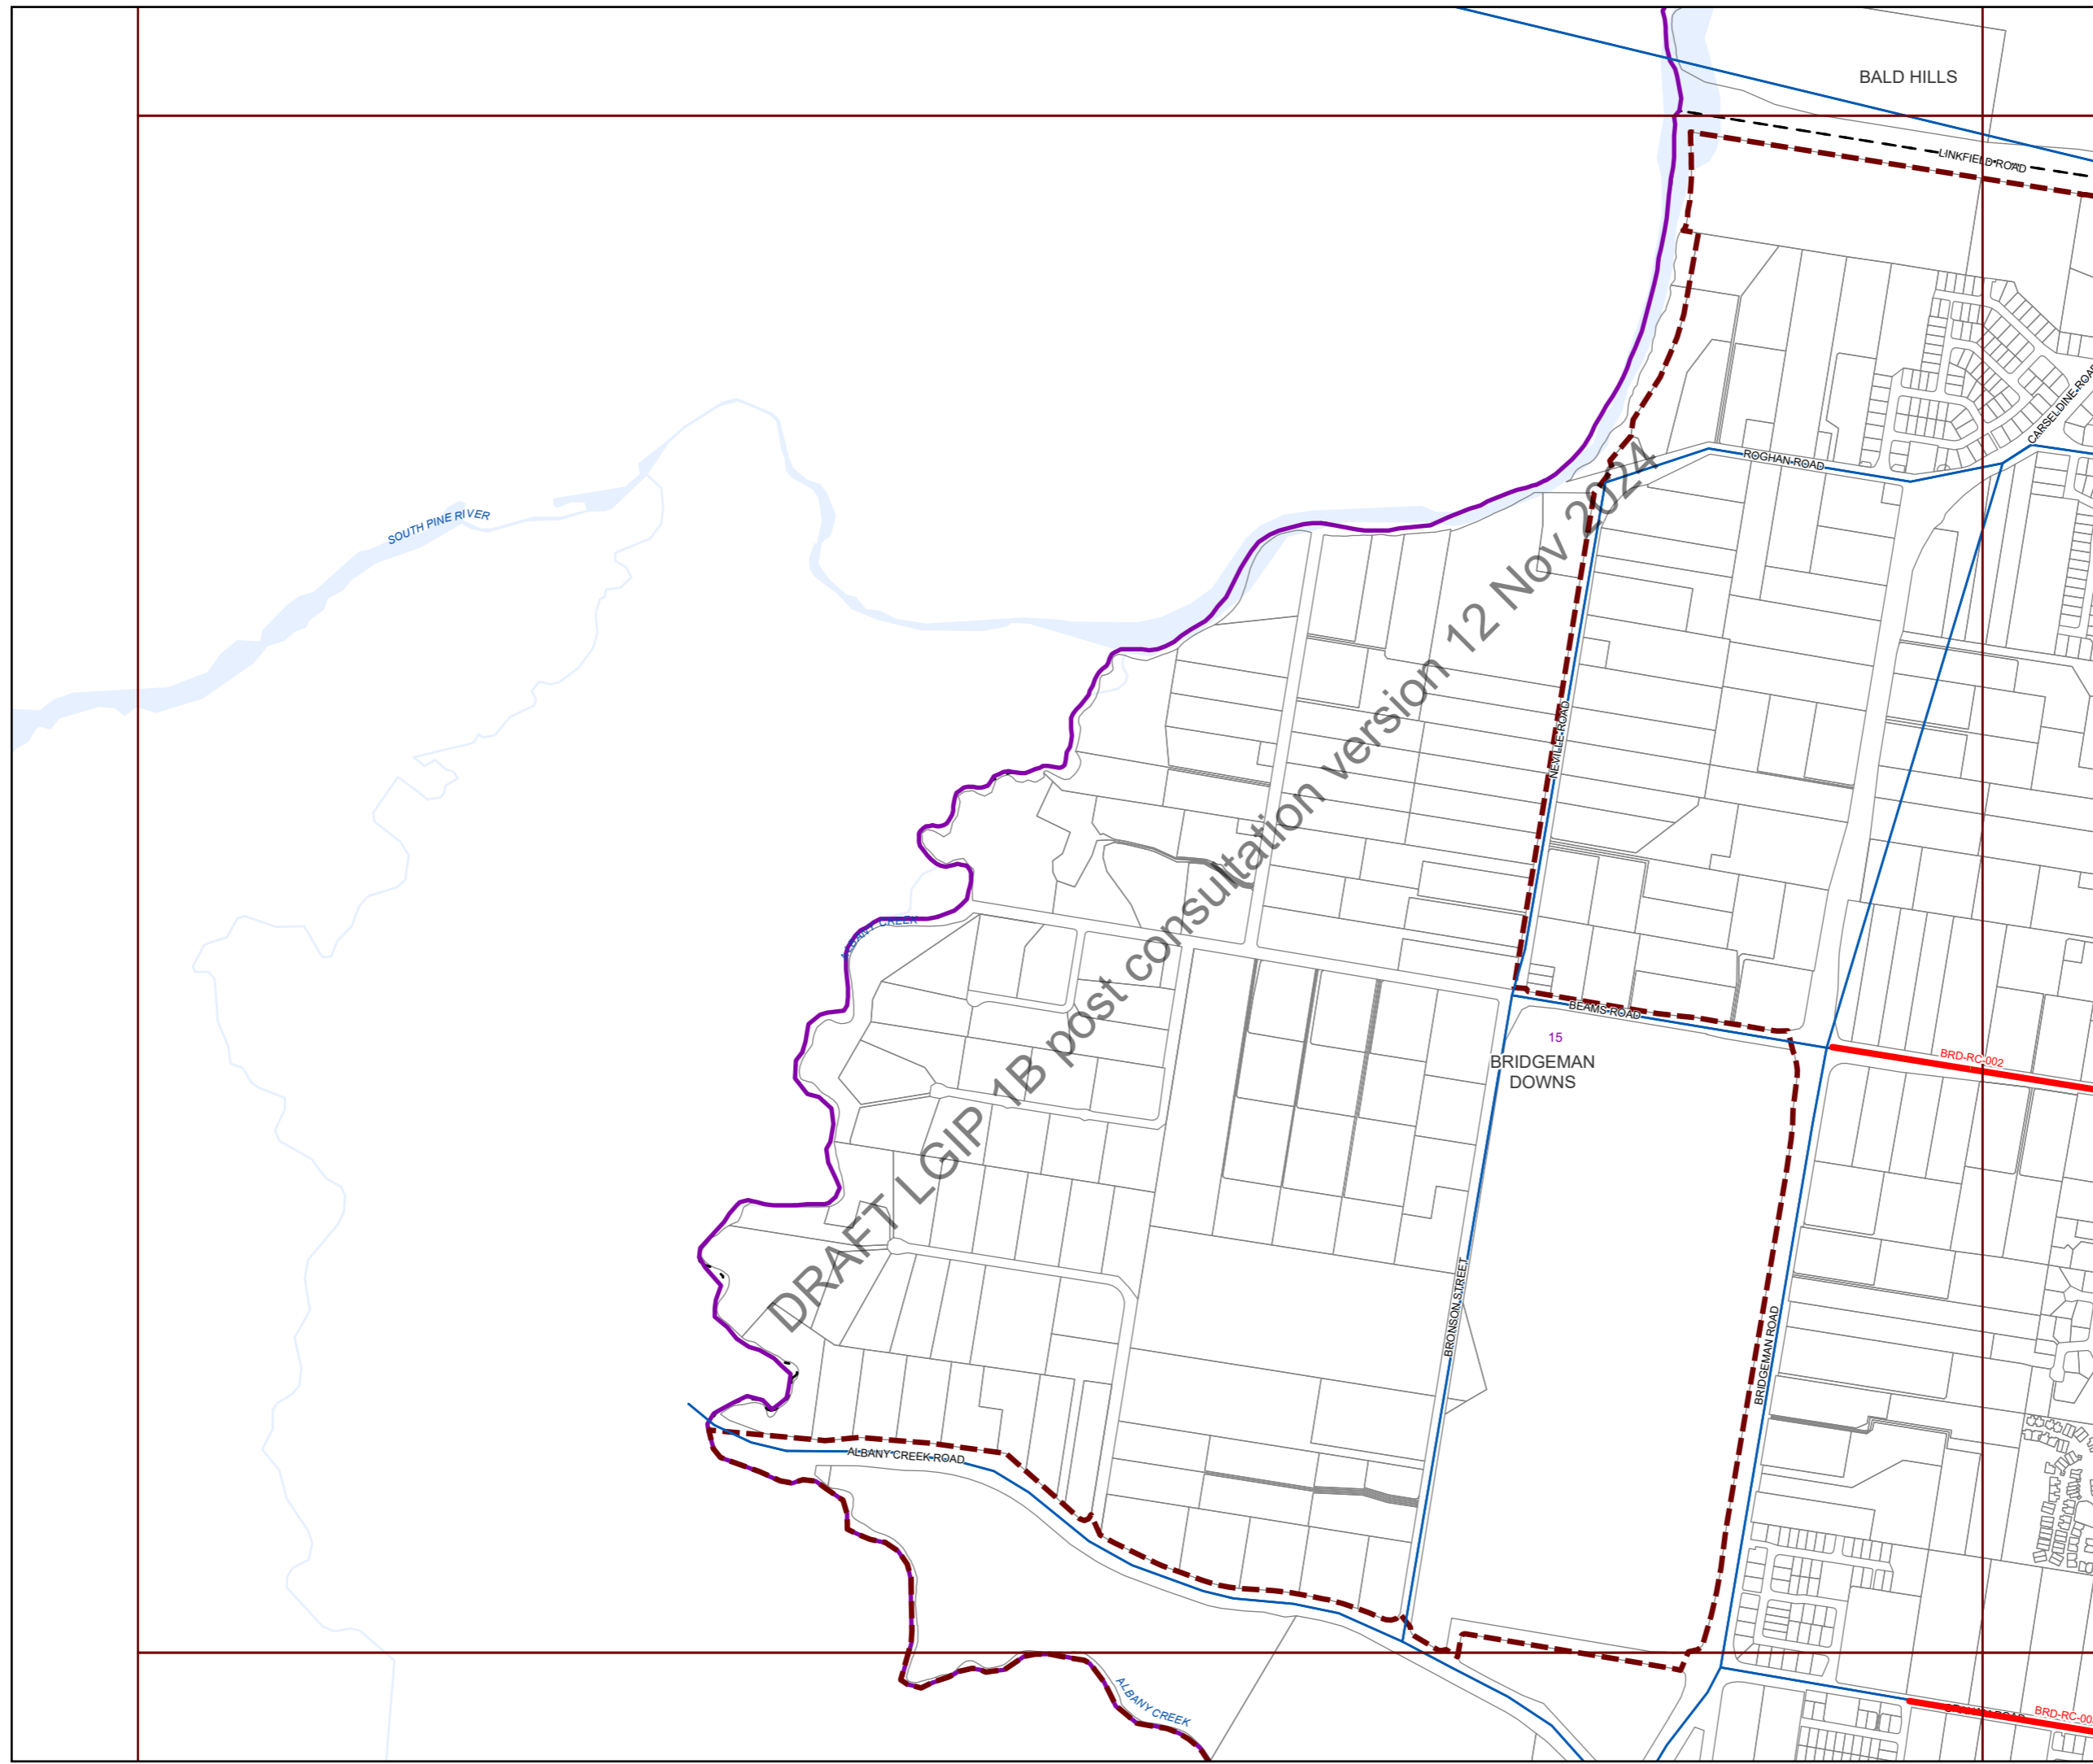 BALD HILLS
LINKFIELD ROAD
CARSELDINE ROAD
ROGHAN ROAD
SOUTH PINE RIVER
NEVILLE ROAD
ALBANY CREEK
BEAMS ROAD
15
BRIDGEMAN
DOWNS
BRD-RC-002
DRAFT LGIP 1B post consultation version 12 Nov 2024
BRONSON STREET
BRIDGEMAN ROAD
ALBANY CREEK ROAD
ALBANY CREEK